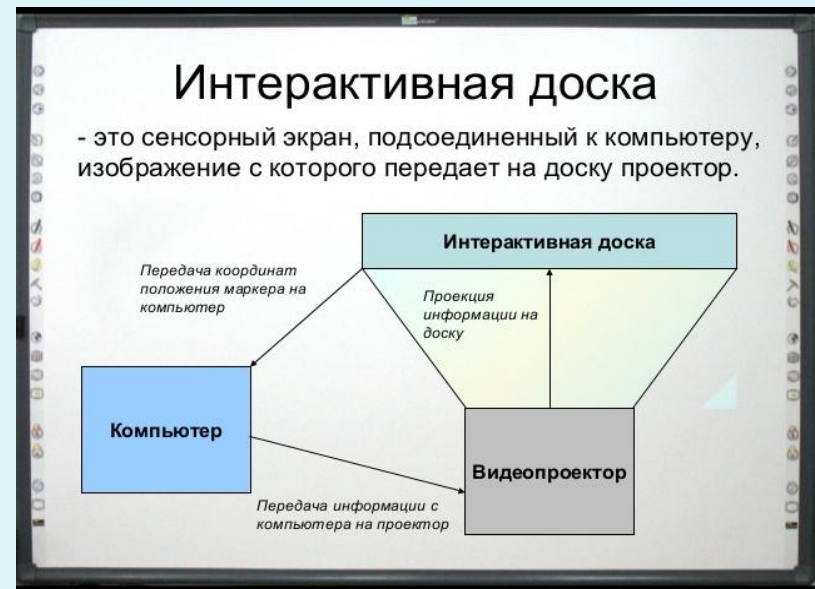 Интерактивная доска
- это сенсорный экран, подсоединенный к компьютеру,
изображение с которого передает на доску проектор.
Интерактивная доска
Передача координат
положения маркера на
компьютер
Проекция
информации на
доску
Компьютер
Видеопроектор
Передача информации с
компьютера на проектор